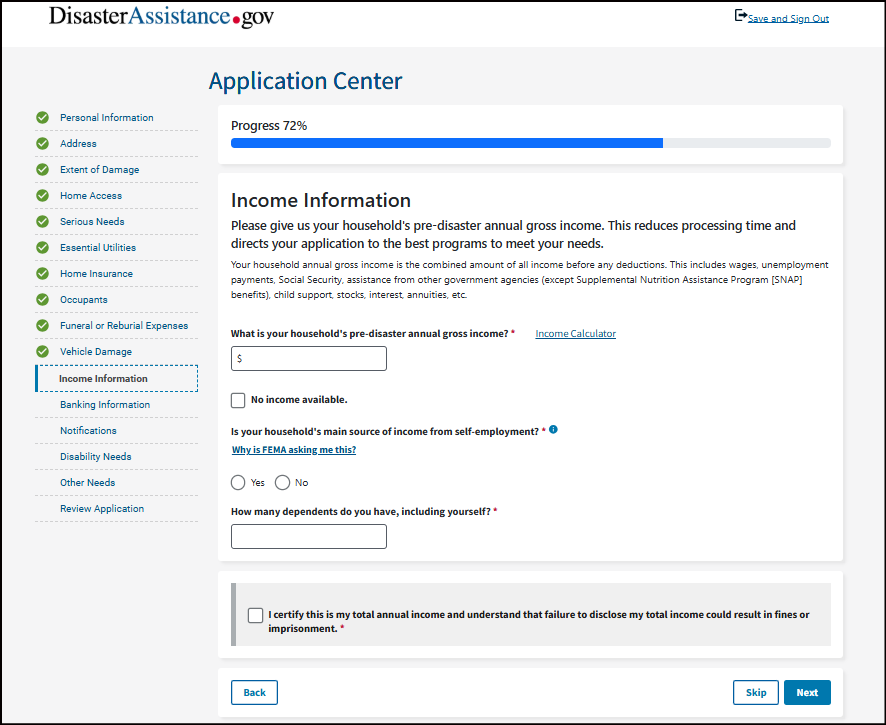 DisasterAssistance.gov
Save and Sign Out
Application Center
Personal Information
Address
Extent of Damage
Home Access
Serious Needs
Essential Utilities
Home Insurance
Occupants
Funeral or Reburial Expenses
Vehicle Damage
Income Information
Banking Information
Notifications
Disability Needs
Other Needs
Review Application
Progress 72%
Income Information
Please give us your household's pre-disaster annual gross income. This reduces processing time and
directs your application to the best programs to meet your needs.
Your household annual gross income is the combined amount of all income before any deductions. This includes wages, unemployment
payments, Social Security, assistance from other government agencies (except Supplemental Nutrition Assistance Program [SNAP]
benefits), child support, stocks, interest, annuities, etc.
What is your household's pre-disaster annual gross income? * Income Calculator
$
No income available.
Is your household's main source of income from self-employment? *
Why is FEMA asking me this?
Yes No
How many dependents do you have, including yourself? *
I certify this is my total annual income and understand that failure to disclose my total income could result in fines or
imprisonment. *
Back Skip Next